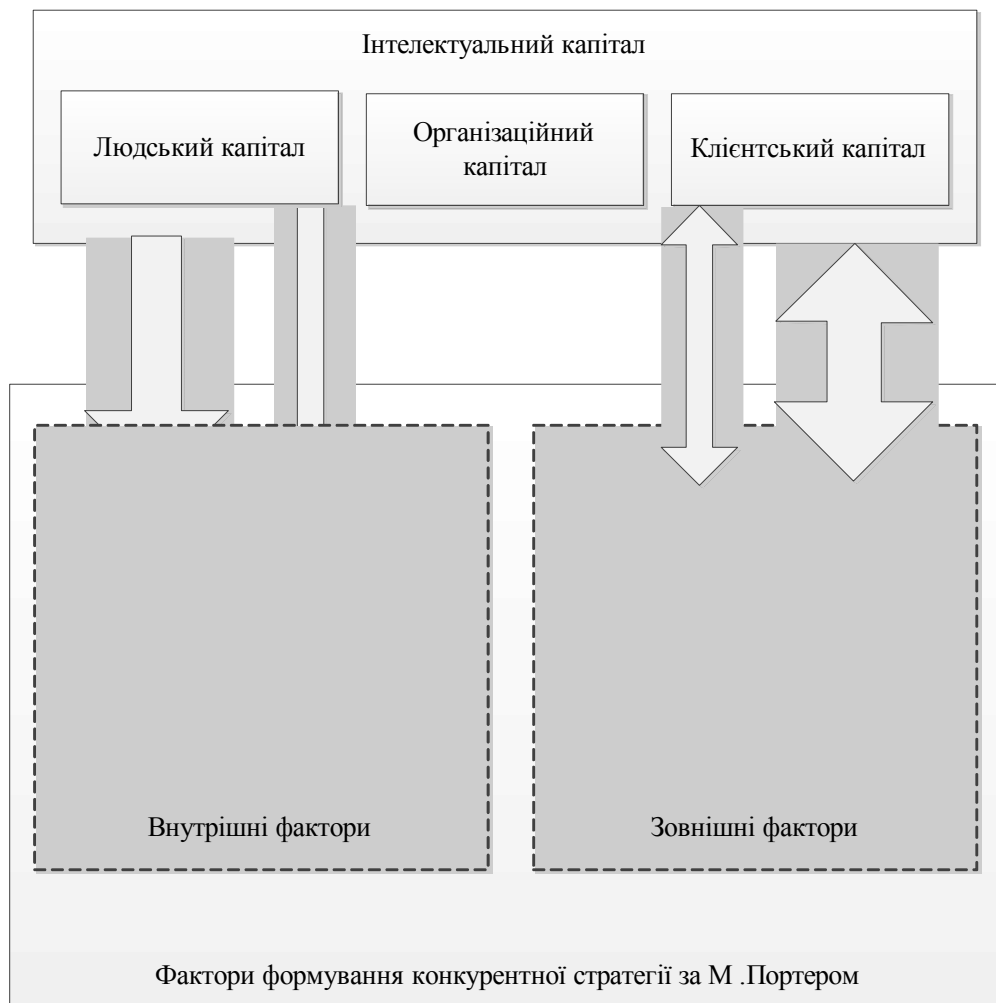 Інтелектуальний капітал
Людський капітал
Організаційний
капітал
Клієнтський капітал
Внутрішні фактори
Зовнішні фактори
Фактори формування конкурентної стратегії за М .Портером